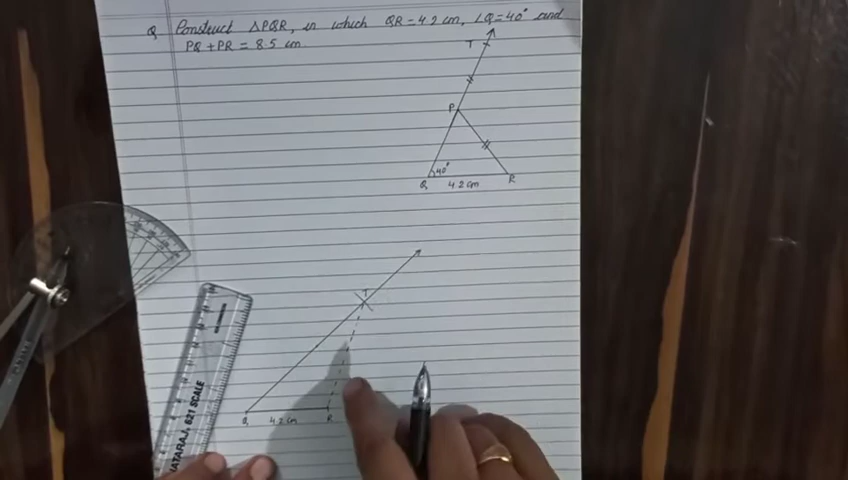 Q Construct ΔPQR, in which QR = 4.2 cm, ∠Q = 40° and
PQ + PR = 8.5 cm
T
P
40°
Q 4.2 cm R
T
Q 4.2 cm R
NATARAJ 621 SCALE